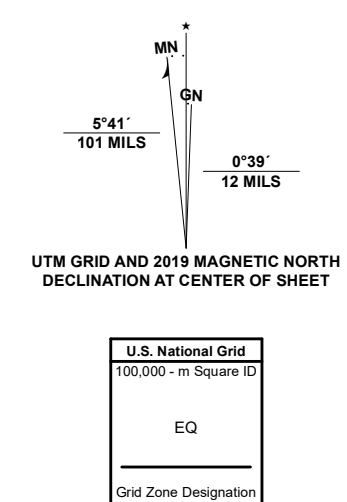 MN
GN
5°41´
101 MILS
0°39´
12 MILS
UTM GRID AND 2019 MAGNETIC NORTH
DECLINATION AT CENTER OF SHEET
U.S. National Grid
100,000 - m Square ID
EQ
Grid Zone Designation